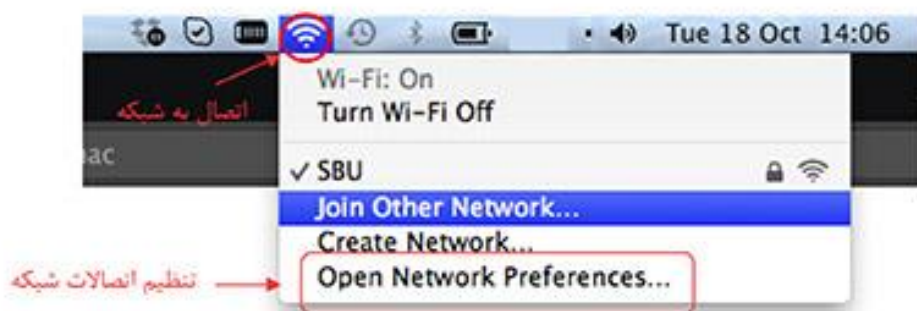 Tue 18 Oct 14:06
Wi-Fi: On
اتصال به شبکه
Turn Wi-Fi Off
ac
✓ SBU
Join Other Network...
Create Network...
Open Network Preferences...
تنظیم اتصالات شبکه